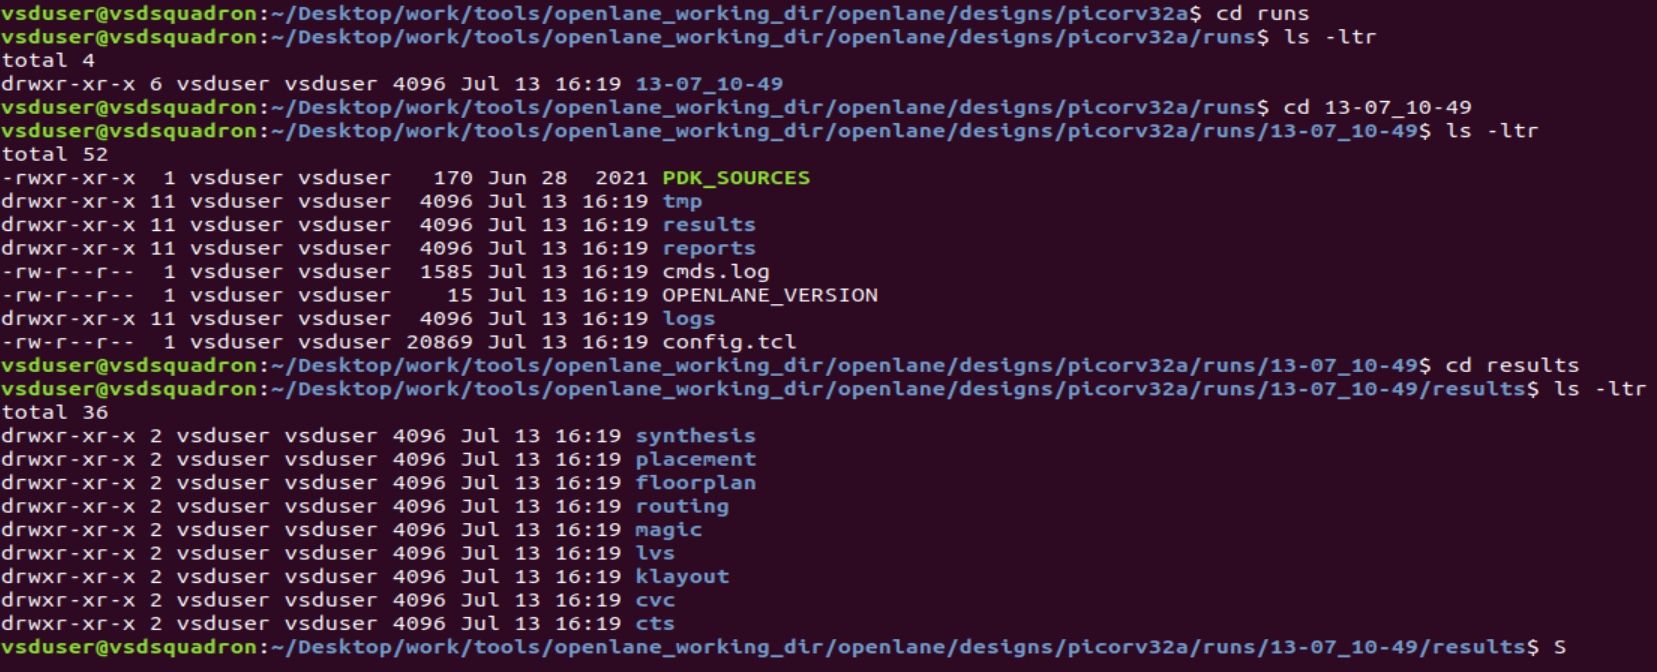 vsduser@vsdsquadron:~/Desktop/work/tools/openlane_working_dir/openlane/designs/picorv32a$ cd runs
vsduser@vsdsquadron:~/Desktop/work/tools/openlane_working_dir/openlane/designs/picorv32a/runs$ ls -ltr
total 4
drwxr-xr-x 6 vsduser vsduser 4096 Jul 13 16:19 13-07_10-49
vsduser@vsdsquadron:~/Desktop/work/tools/openlane_working_dir/openlane/designs/picorv32a/runs$ cd 13-07_10-49
vsduser@vsdsquadron:~/Desktop/work/tools/openlane_working_dir/openlane/designs/picorv32a/runs/13-07_10-49$ ls -ltr
total 52
-rwxr-xr-x  1 vsduser vsduser   170 Jun 28  2021 PDK_SOURCES
drwxr-xr-x 11 vsduser vsduser  4096 Jul 13 16:19 tmp
drwxr-xr-x 11 vsduser vsduser  4096 Jul 13 16:19 results
drwxr-xr-x 11 vsduser vsduser  4096 Jul 13 16:19 reports
-rw-r--r--  1 vsduser vsduser  1585 Jul 13 16:19 cmds.log
-rw-r--r--  1 vsduser vsduser    15 Jul 13 16:19 OPENLANE_VERSION
drwxr-xr-x 11 vsduser vsduser  4096 Jul 13 16:19 logs
-rw-r--r--  1 vsduser vsduser 20869 Jul 13 16:19 config.tcl
vsduser@vsdsquadron:~/Desktop/work/tools/openlane_working_dir/openlane/designs/picorv32a/runs/13-07_10-49$ cd results
vsduser@vsdsquadron:~/Desktop/work/tools/openlane_working_dir/openlane/designs/picorv32a/runs/13-07_10-49/results$ ls -ltr
total 36
drwxr-xr-x 2 vsduser vsduser 4096 Jul 13 16:19 synthesis
drwxr-xr-x 2 vsduser vsduser 4096 Jul 13 16:19 placement
drwxr-xr-x 2 vsduser vsduser 4096 Jul 13 16:19 floorplan
drwxr-xr-x 2 vsduser vsduser 4096 Jul 13 16:19 routing
drwxr-xr-x 2 vsduser vsduser 4096 Jul 13 16:19 magic
drwxr-xr-x 2 vsduser vsduser 4096 Jul 13 16:19 lvs
drwxr-xr-x 2 vsduser vsduser 4096 Jul 13 16:19 klayout
drwxr-xr-x 2 vsduser vsduser 4096 Jul 13 16:19 cvc
drwxr-xr-x 2 vsduser vsduser 4096 Jul 13 16:19 cts
vsduser@vsdsquadron:~/Desktop/work/tools/openlane_working_dir/openlane/designs/picorv32a/runs/13-07_10-49/results$ S